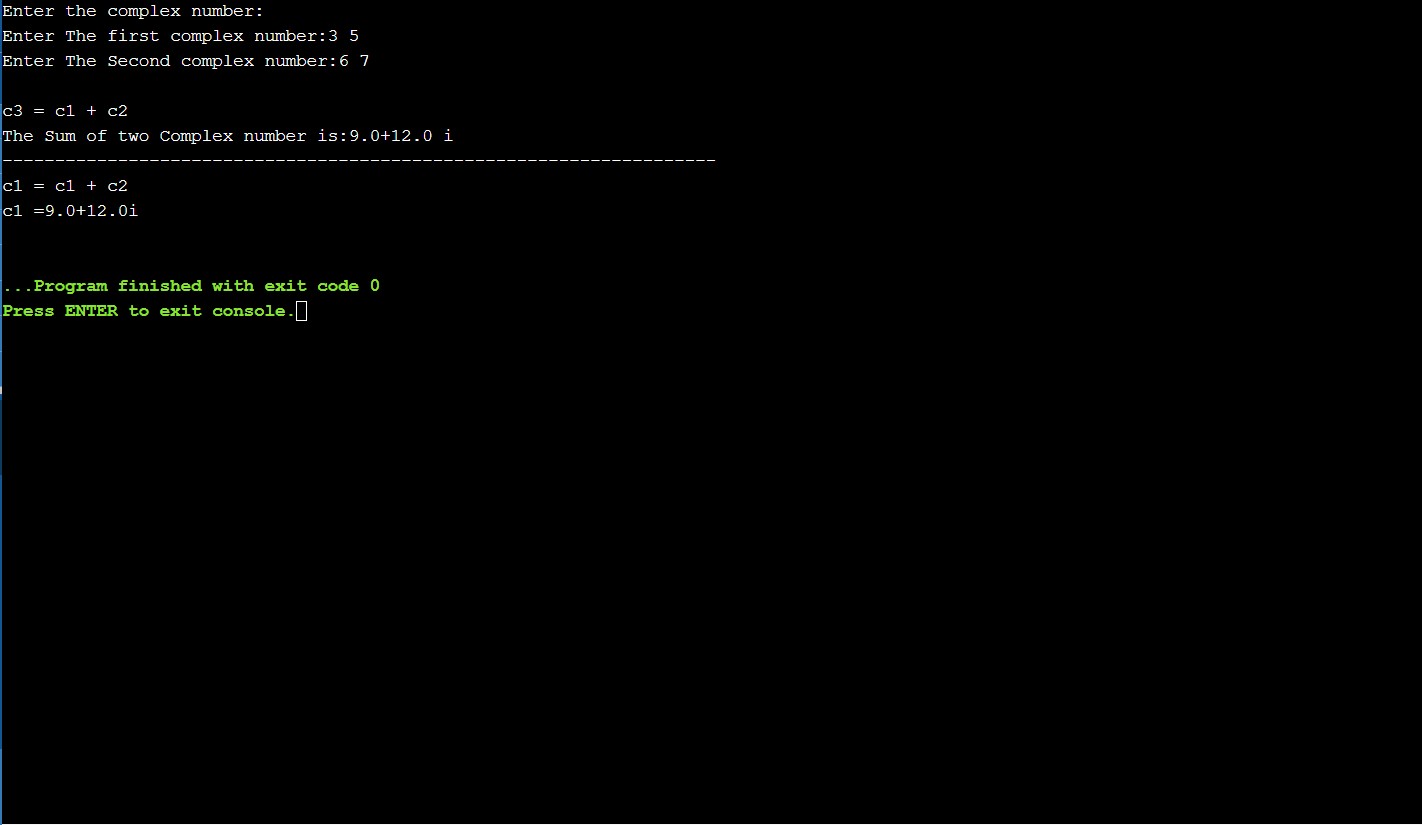 Enter the complex number:
Enter The first complex number:3 5
Enter The Second complex number:6 7
c3 = c1 + c2
The Sum of two Complex number is:9.0+12.0 i
--------------------------------------------------------------------
c1 = c1 + c2
c1 =9.0+12.0i
...Program finished with exit code 0
Press ENTER to exit console.